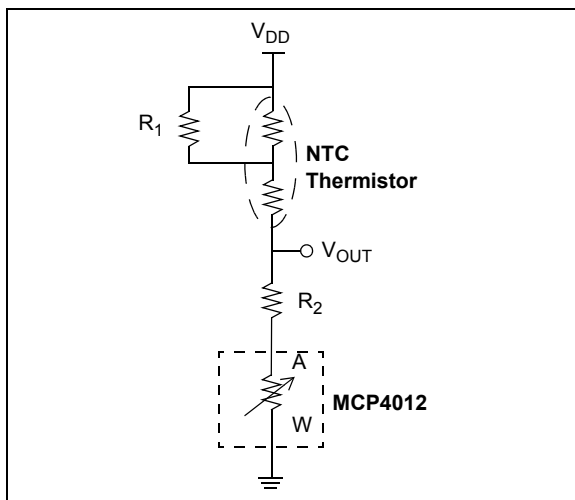 V_DD
R_1
NTC
Thermistor
V_OUT
R_2
A
MCP4012
W